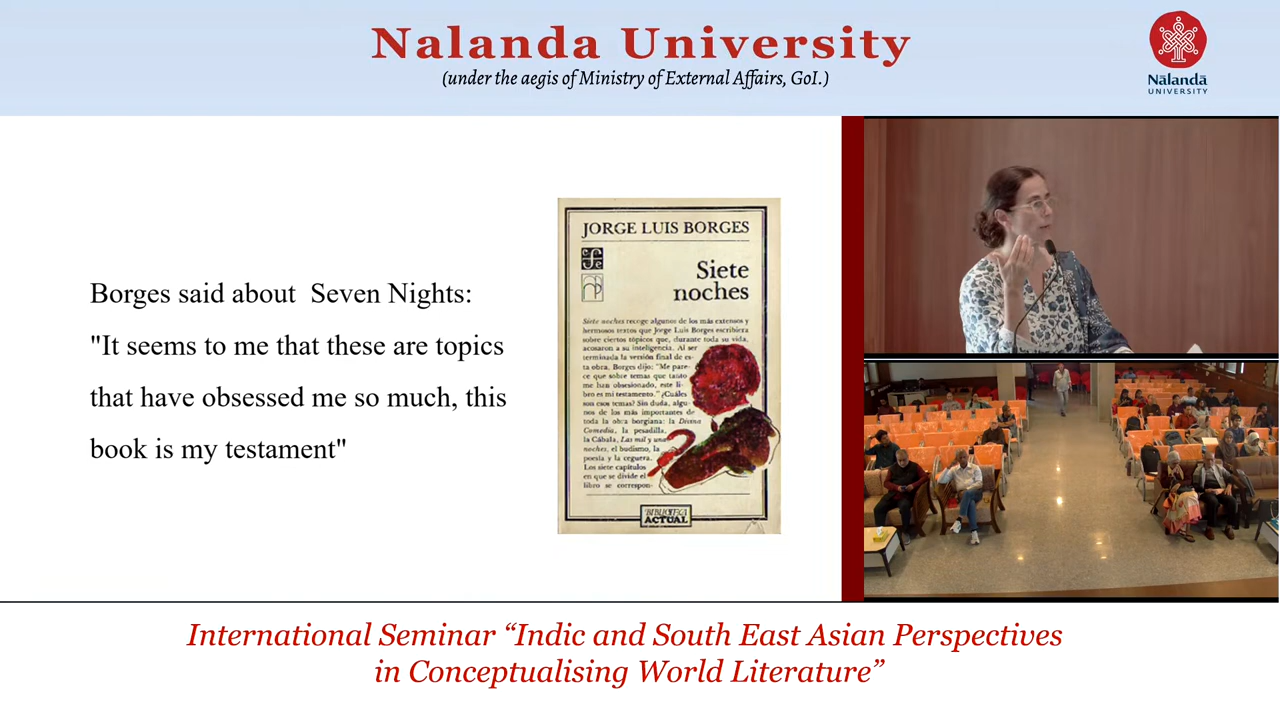 Nalanda University
(under the aegis of Ministry of External Affairs, GoI.)
Nālandā
UNIVERSITY
Borges said about Seven Nights:
"It seems to me that these are topics
that have obsessed me so much, this
book is my testament"
JORGE LUIS BORGES
Siete
noches
Siete noches recoge algunos de los más extensos y
hermosos textos que Jorge Luis Borges escribiera
sobre ciertos tópicos que, durante toda su vida,
acosaron a su inteligencia. Al ser
terminada la versión final de es-
ta obra, Borges dijo: "Me pare-
ce que sobre temas que tanto
me han obsesionado, este li-
bro es mi testamento." ¿Cuáles
son esos temas? Sin duda, algu-
nos de los más importantes de
toda la obra borgiana: la Divina
Comedia, la pesadilla,
la Cábala, Las mil y una
noches, el budismo, la
poesía y la ceguera.
Los siete capítulos
en que se divide el
libro se correspon-
BIBLIOTECA
ACTUAL
International Seminar “Indic and South East Asian Perspectives
in Conceptualising World Literature”